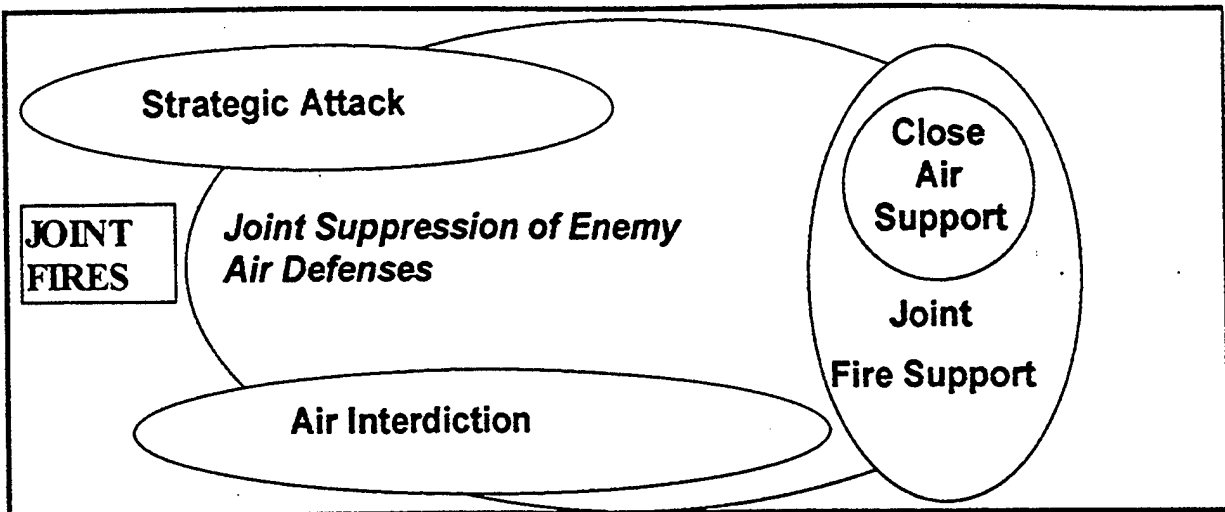 Strategic Attack
JOINT
FIRES
Joint Suppression of Enemy
Air Defenses
Air Interdiction
Close
Air
Support
Joint
Fire Support